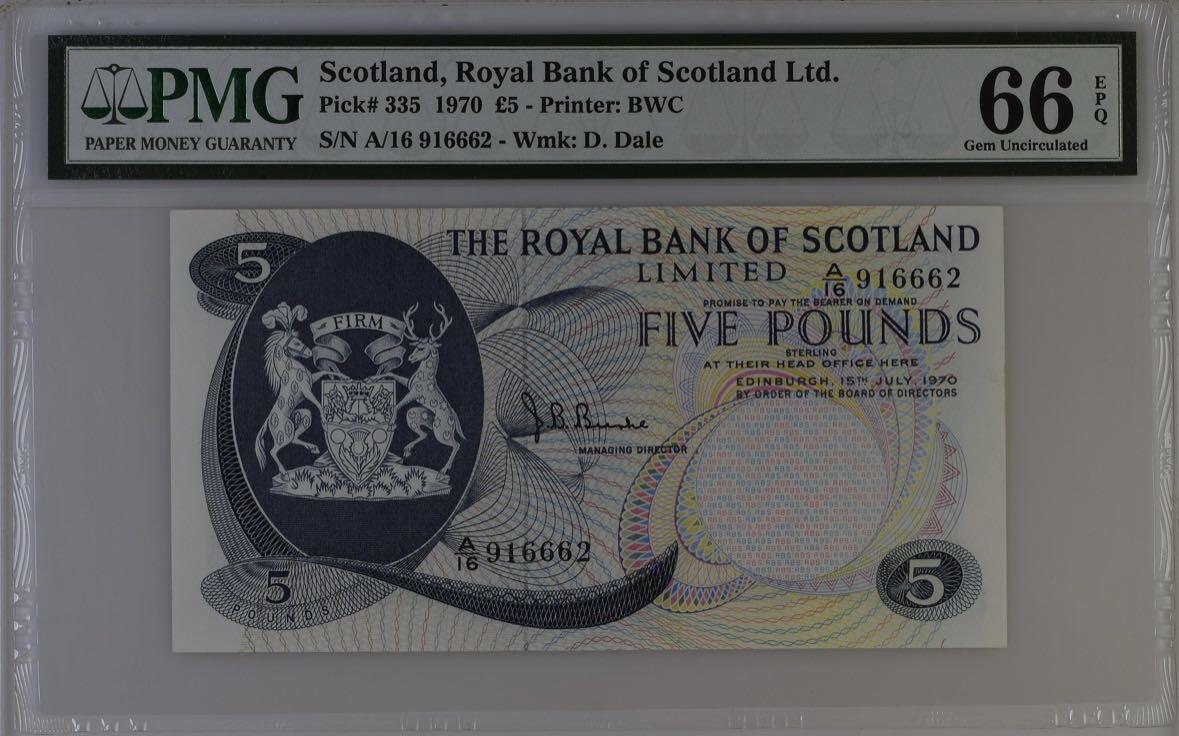 PMG
PAPER MONEY GUARANTY
Scotland, Royal Bank of Scotland Ltd.
Pick# 335 1970 £5 - Printer: BWC
S/N A/16 916662 - Wmk: D. Dale
66
EPQ
Gem Uncirculated
5
FIRM
THE ROYAL BANK OF SCOTLAND
LIMITED A/16 916662
PROMISE TO PAY THE BEARER ON DEMAND
FIVE POUNDS
STERLING
AT THEIR HEAD OFFICE HERE
EDINBURGH, 15TH JULY, 1970
BY ORDER OF THE BOARD OF DIRECTORS
J.B. Burke
MANAGING DIRECTOR
A/16 916662
5
POUNDS
5